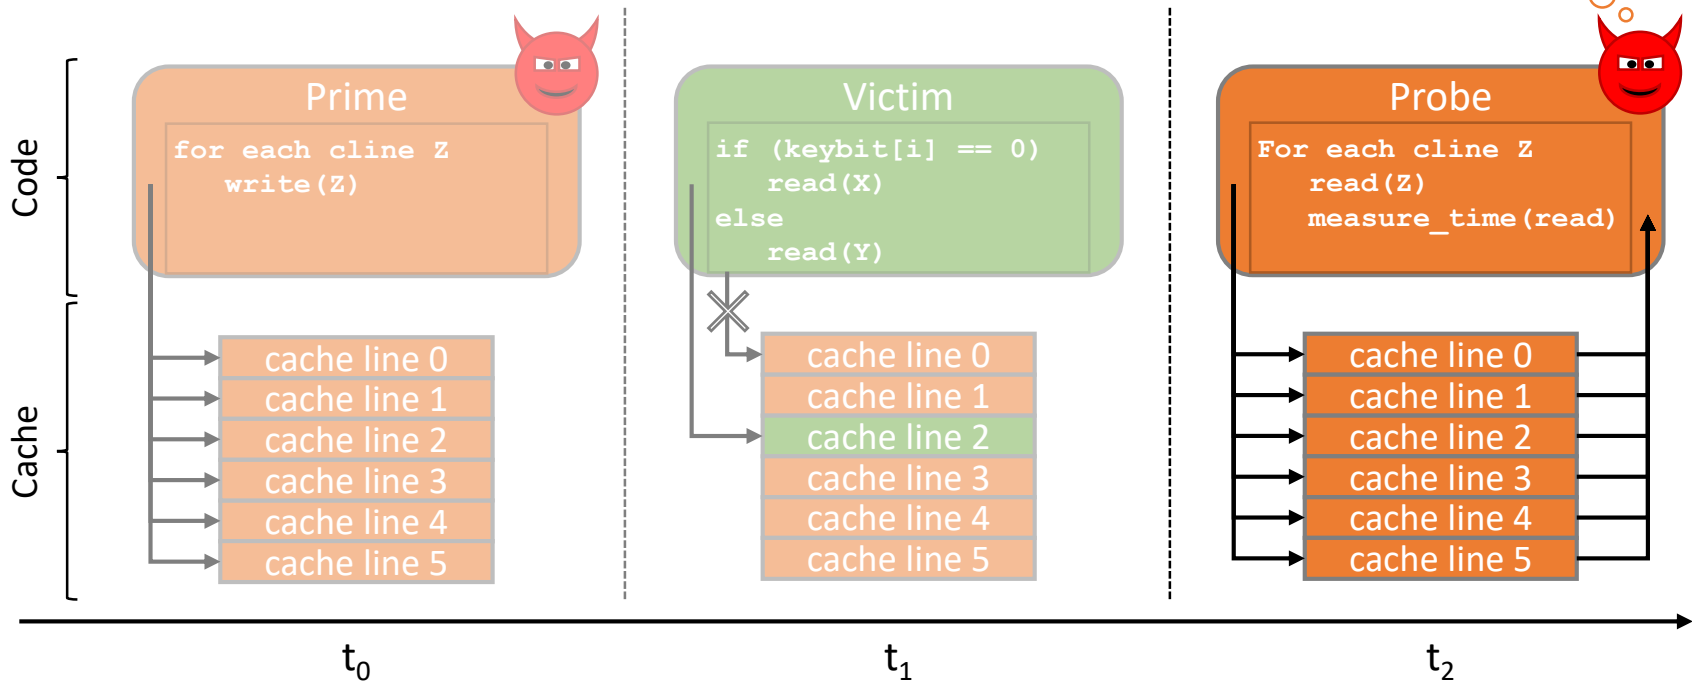 Code
Cache
Prime
for each cline Z
write(Z)
cache line 0
cache line 1
cache line 2
cache line 3
cache line 4
cache line 5
Victim
if (keybit[i] == 0)
read(X)
else
read(Y)
cache line 0
cache line 1
cache line 2
cache line 3
cache line 4
cache line 5
Probe
For each cline Z
read(Z)
measure_time(read)
cache line 0
cache line 1
cache line 2
cache line 3
cache line 4
cache line 5
t0
t1
t2